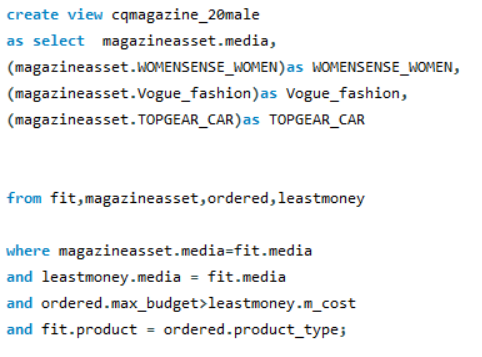 create view cqmagazine_20male
as select  magazineasset.media,
(magazineasset.WOMENSENSE_WOMEN)as WOMENSENSE_WOMEN,
(magazineasset.Vogue_fashion)as Vogue_fashion,
(magazineasset.TOPGEAR_CAR)as TOPGEAR_CAR
from fit,magazineasset,ordered,leastmoney
where magazineasset.media=fit.media
and leastmoney.media = fit.media
and ordered.max_budget>leastmoney.m_cost
and fit.product = ordered.product_type;